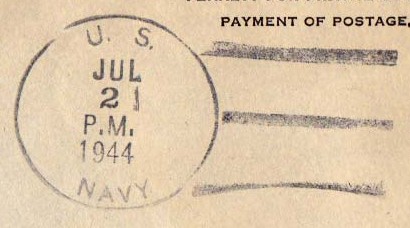 PAYMENT OF POSTAGE,
U. S.
JUL
21
P.M.
1944
NAVY